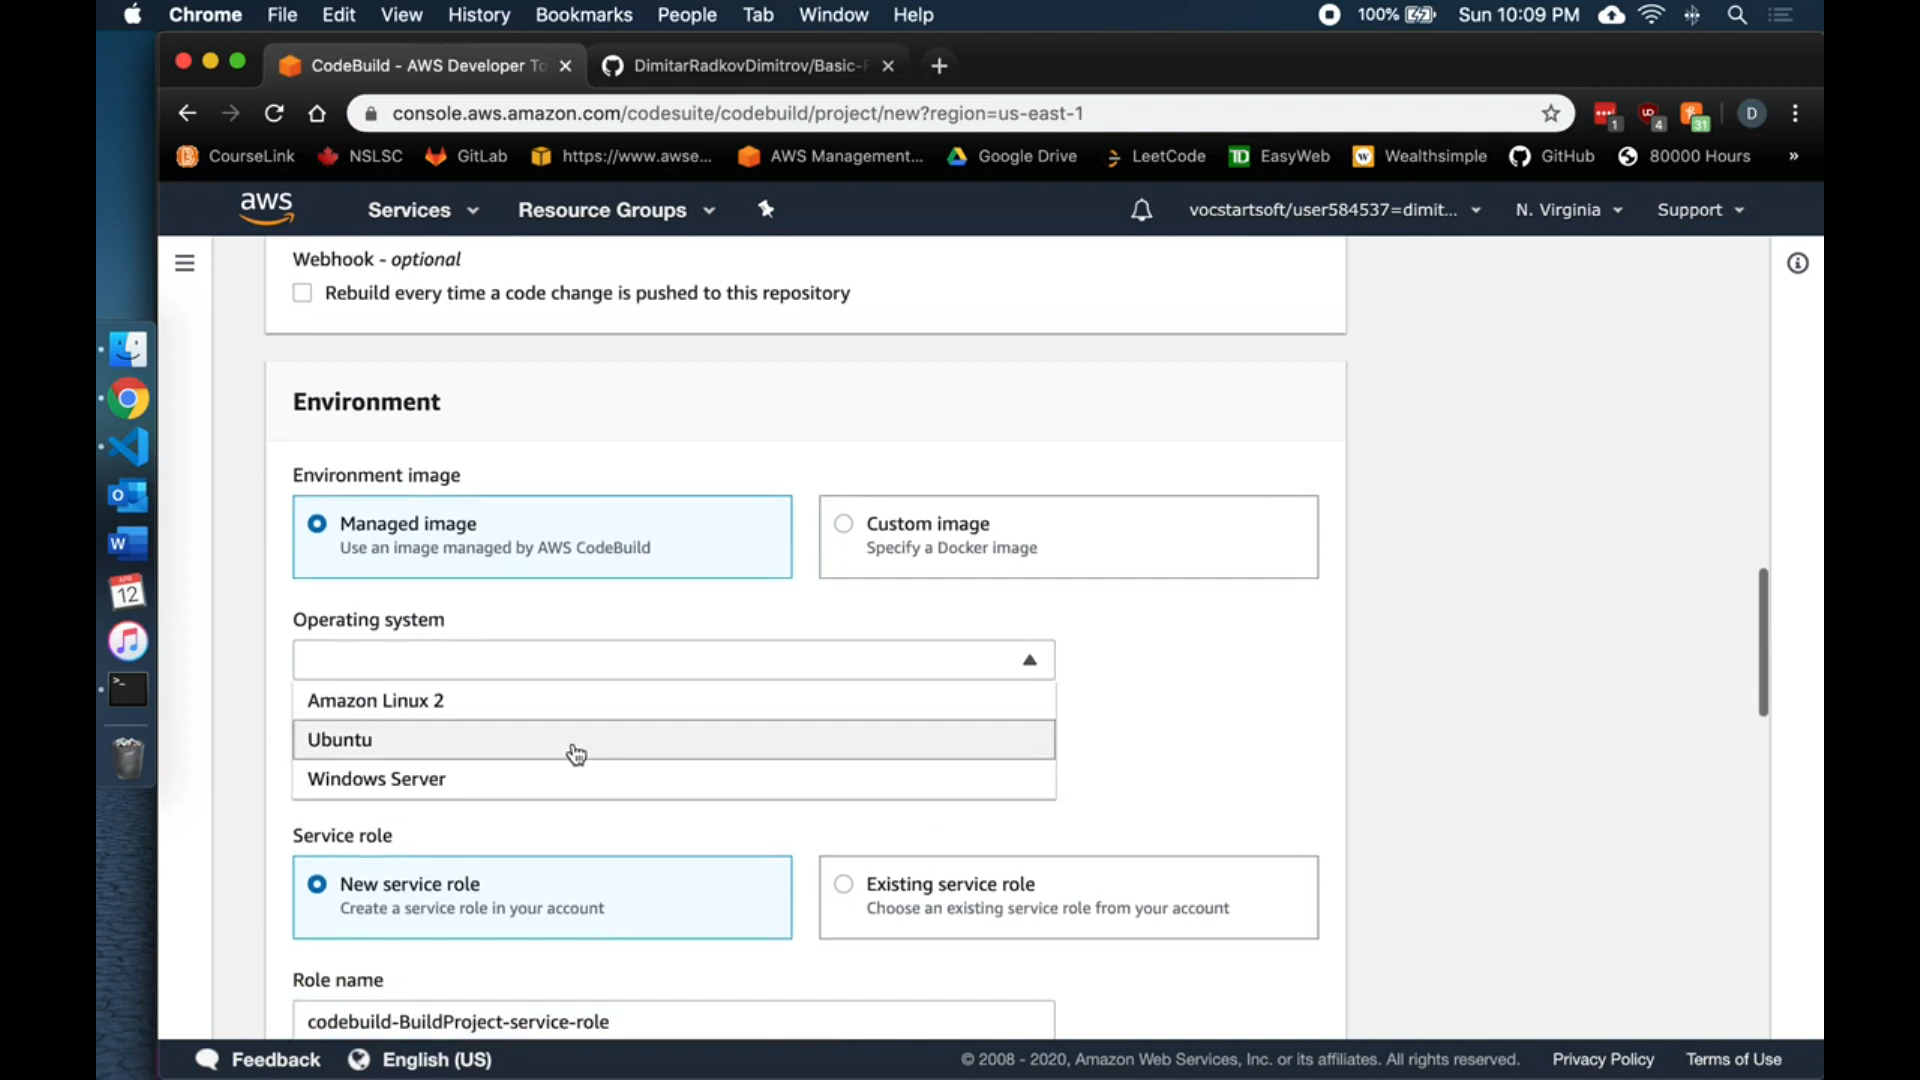 Chrome File Edit View History Bookmarks People Tab Window Help 100% Sun 10:09 PM
CodeBuild - AWS Developer To DimitarRadkovDimitrov/Basic-
console.aws.amazon.com/codesuite/codebuild/project/new?region=us-east-1 1 4 31 D
CourseLink NSLSC GitLab https://www.awse... AWS Management... Google Drive LeetCode EasyWeb Wealthsimple GitHub 80000 Hours »
aws Services Resource Groups vocstartsoft/user584537=dimit... N. Virginia Support
Webhook - optional
Rebuild every time a code change is pushed to this repository
Environment
Environment image
Managed image
Use an image managed by AWS CodeBuild
Custom image
Specify a Docker image
Operating system
Amazon Linux 2
Ubuntu
Windows Server
Service role
New service role
Create a service role in your account
Existing service role
Choose an existing service role from your account
Role name
codebuild-BuildProject-service-role
Feedback English (US) © 2008 - 2020, Amazon Web Services, Inc. or its affiliates. All rights reserved. Privacy Policy Terms of Use